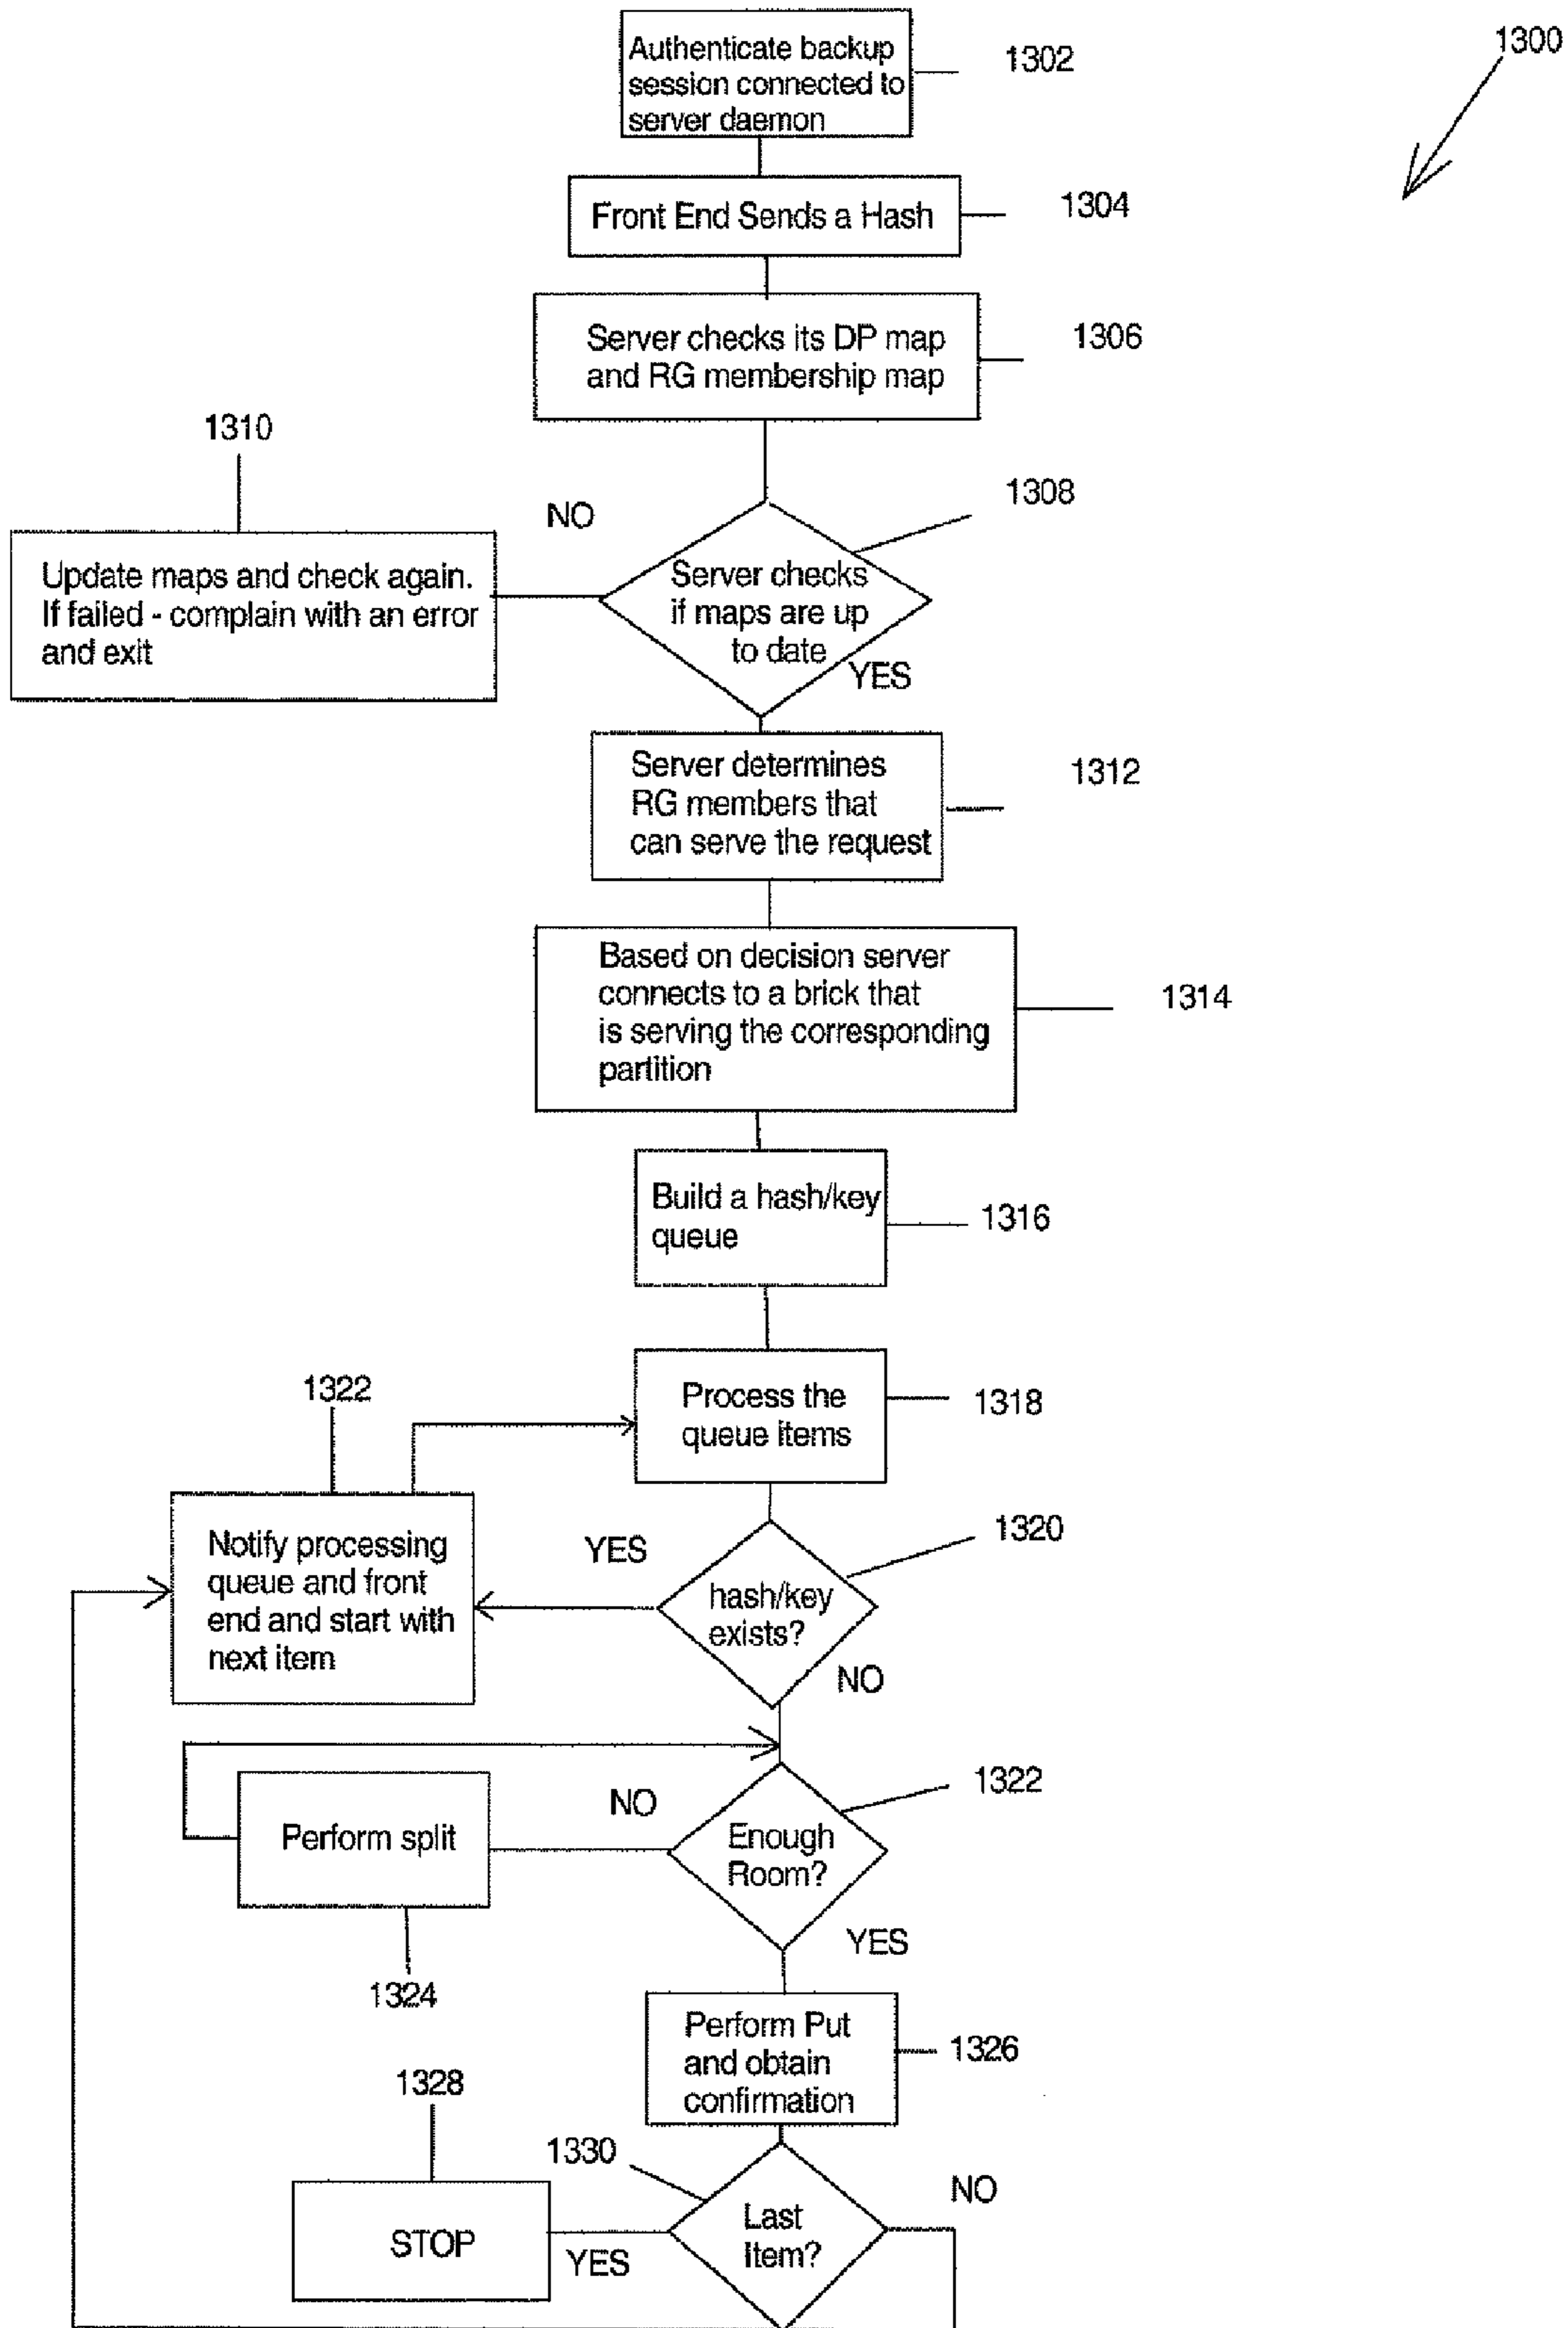 1300
Authenticate backup
session connected to
server daemon
1302
Front End Sends a Hash
1304
Server checks its DP map
and RG membership map
1306
1310
NO
1308
Update maps and check again.
If failed - complain with an error
and exit
Server checks
if maps are up
to date
YES
Server determines
RG members that
can serve the request
1312
Based on decision server
connects to a brick that
is serving the corresponding
partition
1314
Build a hash/key
queue
1316
1322
Process the
queue items
1318
Notify processing
queue and front
end and start with
next item
YES
hash/key
exists?
1320
NO
Perform split
NO
Enough
Room?
1322
YES
1324
Perform Put
and obtain
confirmation
1326
1328
1330
STOP
YES
Last
Item?
NO